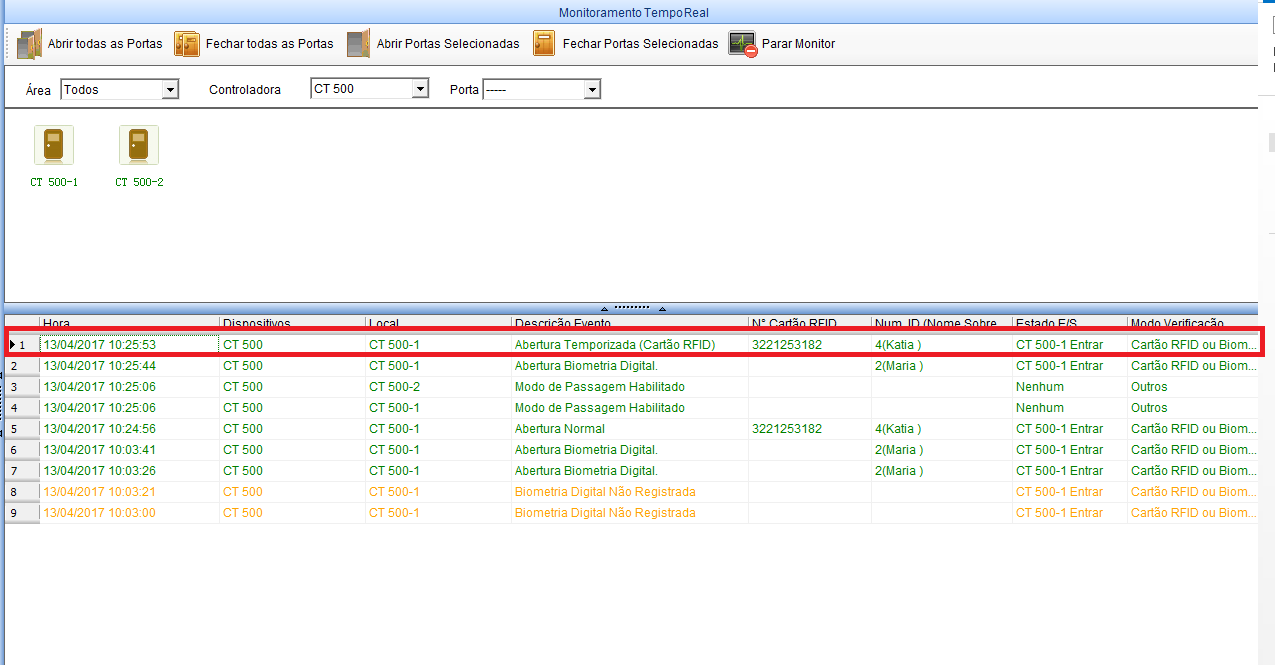 Monitoramento TempoReal
Abrir todas as Portas Fechar todas as Portas Abrir Portas Selecionadas Fechar Portas Selecionadas Parar Monitor
Área Todos Controladora CT 500 Porta -----
CT 500-1 CT 500-2
Hora Dispositivos Local Descrição Evento N° Cartão RFID Num. ID (Nome Sobre Estado E/S Modo Verificação
1 13/04/2017 10:25:53 CT 500 CT 500-1 Abertura Temporizada (Cartão RFID) 3221253182 4(Katia ) CT 500-1 Entrar Cartão RFID ou Biom...
2 13/04/2017 10:25:44 CT 500 CT 500-1 Abertura Biometria Digital. 2(Maria ) CT 500-1 Entrar Cartão RFID ou Biom...
3 13/04/2017 10:25:06 CT 500 CT 500-2 Modo de Passagem Habilitado Nenhum Outros
4 13/04/2017 10:25:06 CT 500 CT 500-1 Modo de Passagem Habilitado Nenhum Outros
5 13/04/2017 10:24:56 CT 500 CT 500-1 Abertura Normal 3221253182 4(Katia ) CT 500-1 Entrar Cartão RFID ou Biom...
6 13/04/2017 10:03:41 CT 500 CT 500-1 Abertura Biometria Digital. 2(Maria ) CT 500-1 Entrar Cartão RFID ou Biom...
7 13/04/2017 10:03:26 CT 500 CT 500-1 Abertura Biometria Digital. 2(Maria ) CT 500-1 Entrar Cartão RFID ou Biom...
8 13/04/2017 10:03:21 CT 500 CT 500-1 Biometria Digital Não Registrada CT 500-1 Entrar Cartão RFID ou Biom...
9 13/04/2017 10:03:00 CT 500 CT 500-1 Biometria Digital Não Registrada CT 500-1 Entrar Cartão RFID ou Biom...